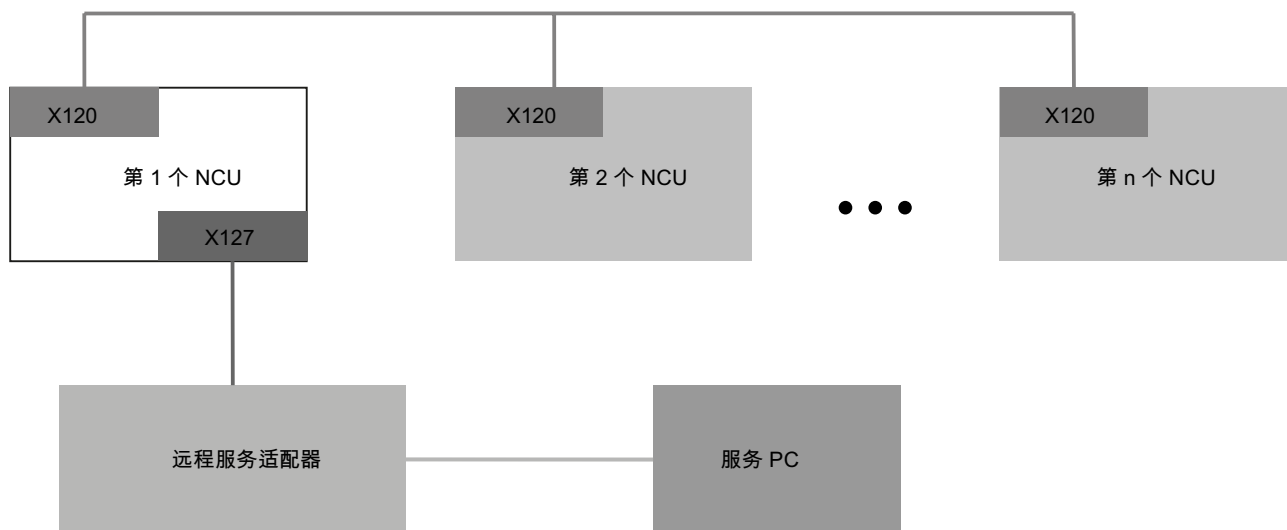 X120
X120
X120
第 1 个 NCU
第 2 个 NCU
第 n 个 NCU
X127
远程服务适配器
服务 PC